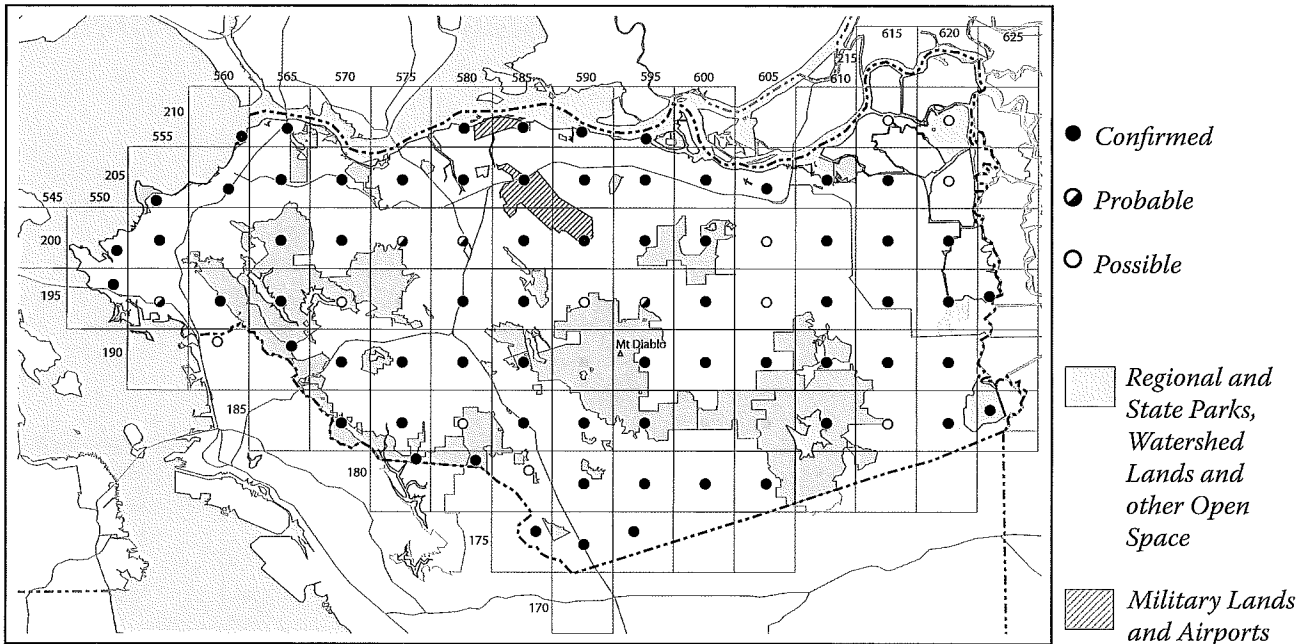 615 620 625
215
560 565 570 575 580 585 590 595 600 605 610
210
555
205
545 550
200
195
190
Mt Diablo
185
180
175
170
Confirmed
Probable
Possible
Regional and
State Parks,
Watershed
Lands and
other Open
Space
Military Lands
and Airports